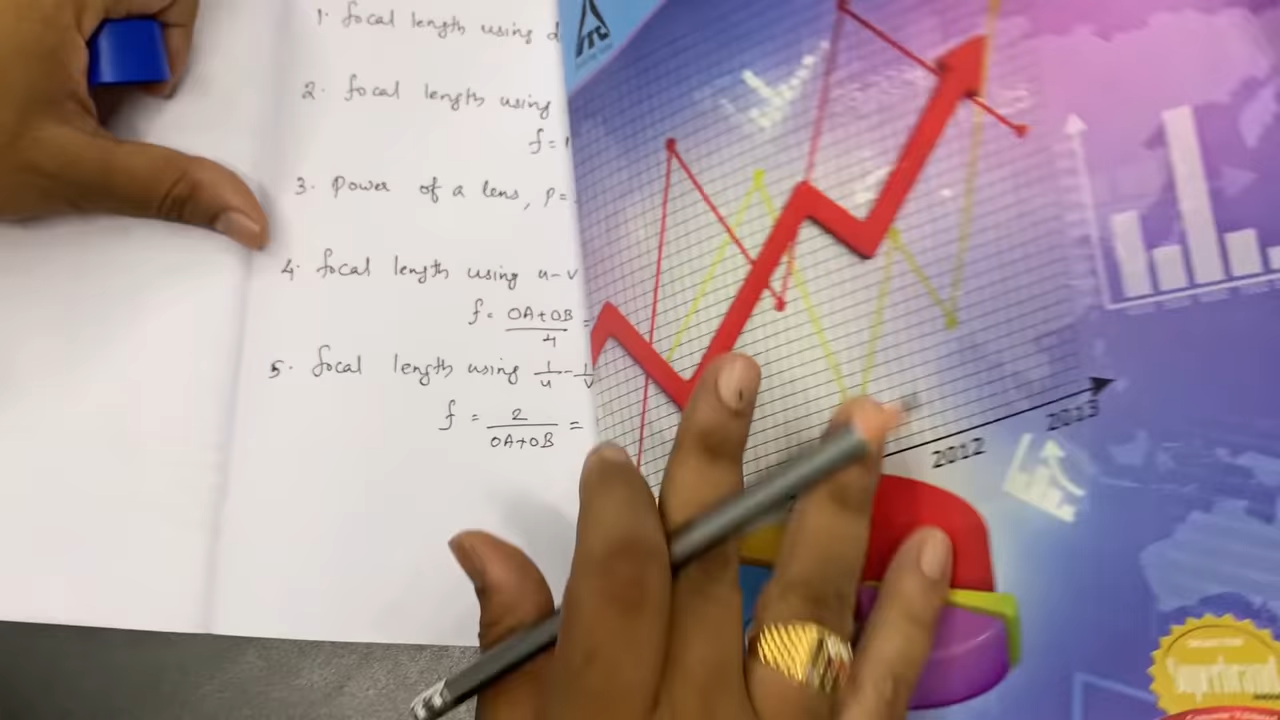 1. focal length using d
2. focal length using
f =
3. Power of a lens, P =
4. focal length using u-v
f = OA+OB/4 =
5. focal length using 1/u - 1/v
f = 2/OA+OB =
2012
2013
Superbrand